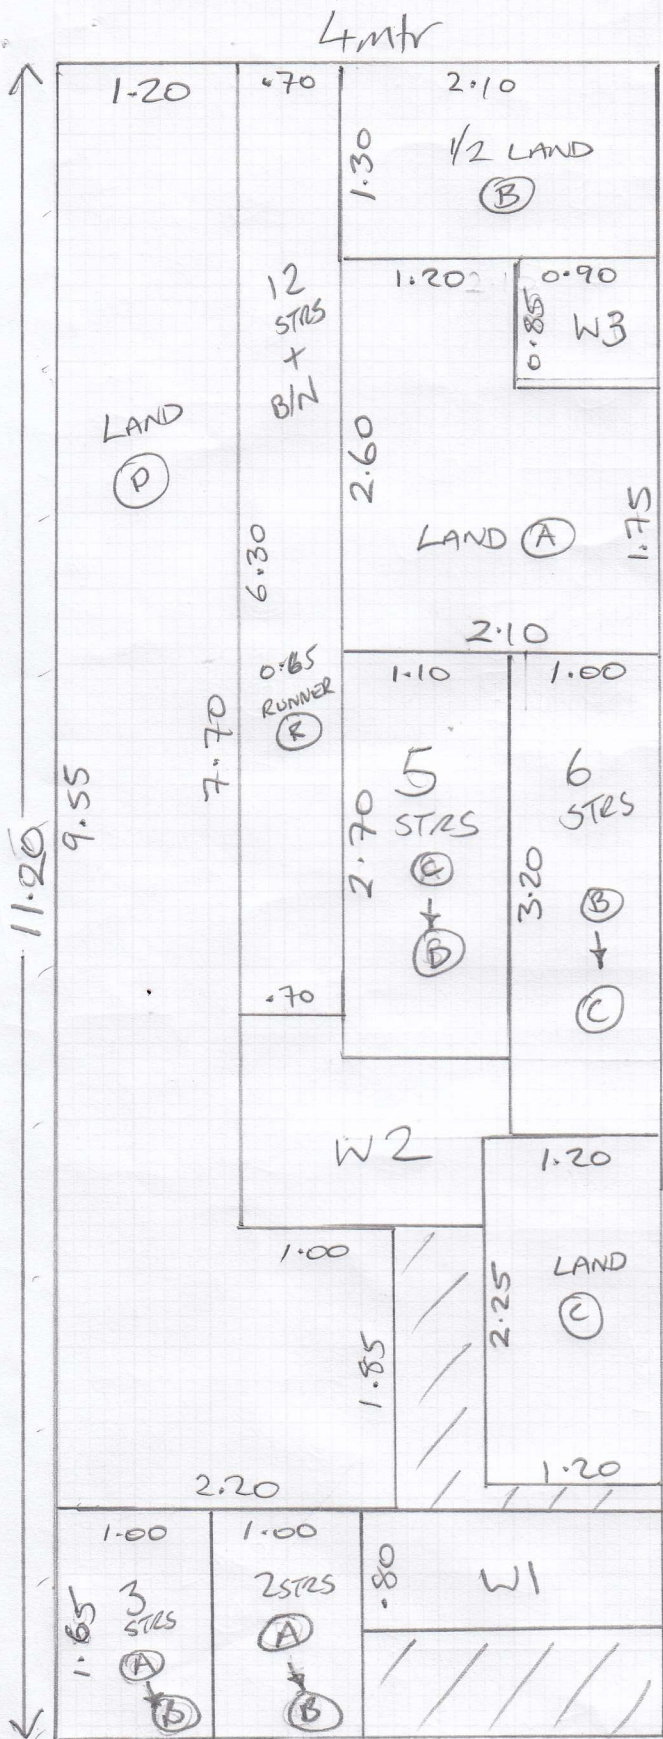 4mtr
1.20
.70
2.10
1.30
1/2 LAND
B
1.20
0.90
0.85
W3
12
STRS
+
B/N
LAND
2.60
LAND A
1.75
6.30
2.10
0.65
RUNNER
R
1.10
1.00
7.70
5
STRS
6
STRS
9.55
2.70
B
3.20
B
C
11.20
.70
W2
1.20
1.00
LAND
C
2.25
1.85
1.20
2.20
1.00
1.00
.80
W1
3
STRS
2 STRS
1.65
A
B
A
B